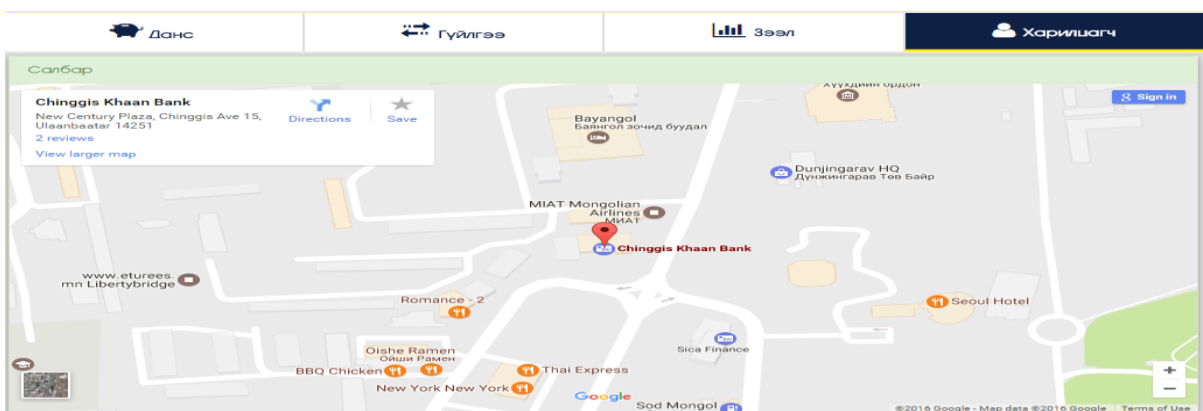 Данс
Гүйлгээ
Зээл
Харилцагч
Салбар
Chinggis Khaan Bank
New Century Plaza, Chinggis Ave 15,
Ulaanbaatar 14251
2 reviews
View larger map
Directions
Save
Sign in
Bayangol
Баянгол зочид буудал
Dunjingarav HQ
Дүнжингарав Төв Байр
MIAT Mongolian
Airlines
МИАТ
Chinggis Khaan Bank
www.eturees.
mn Libertybridge
Romance - 2
Seoul Hotel
Oishe Ramen
Ойши Рамен
BBQ Chicken
Thai Express
New York New York
Sica Finance
Google
Sod Mongol
+
−
©2016 Google - Map data ©2016 Google
Terms of Use